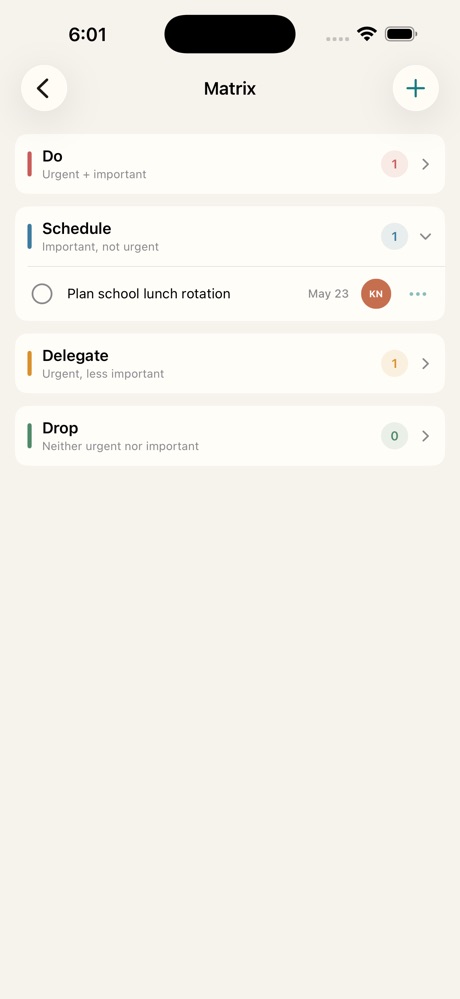 6:01
Matrix
Do
Urgent + important
1
Schedule
Important, not urgent
1
Plan school lunch rotation
May 23
KN
Delegate
Urgent, less important
1
Drop
Neither urgent nor important
0